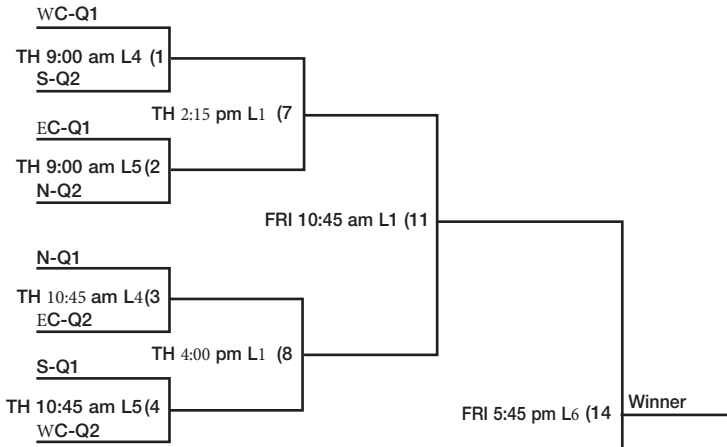 WC-Q1
TH 9:00 am L4 (1
S-Q2
TH 2:15 pm L1 (7
EC-Q1
TH 9:00 am L5(2
N-Q2
FRI 10:45 am L1 (11
N-Q1
TH 10:45 am L4(3
EC-Q2
TH 4:00 pm L1 (8
S-Q1
TH 10:45 am L5(4
WC-Q2
Winner
FRI 5:45 pm L6 (14